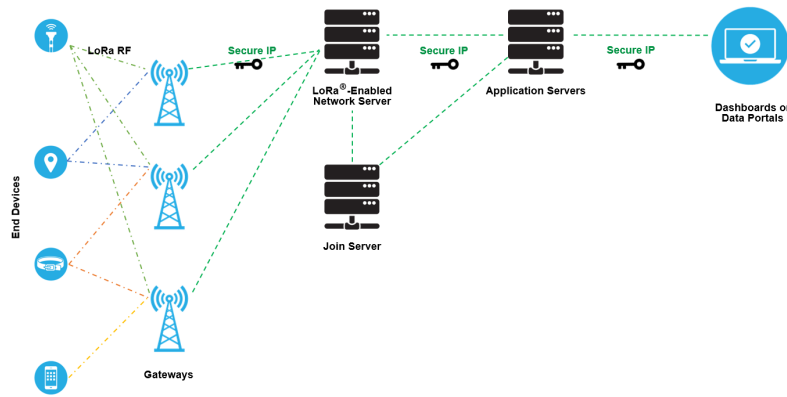 LoRa RF
Secure IP
Secure IP
Secure IP
LoRa®-Enabled
Network Server
Application Servers
Dashboards or
Data Portals
End Devices
Join Server
Gateways